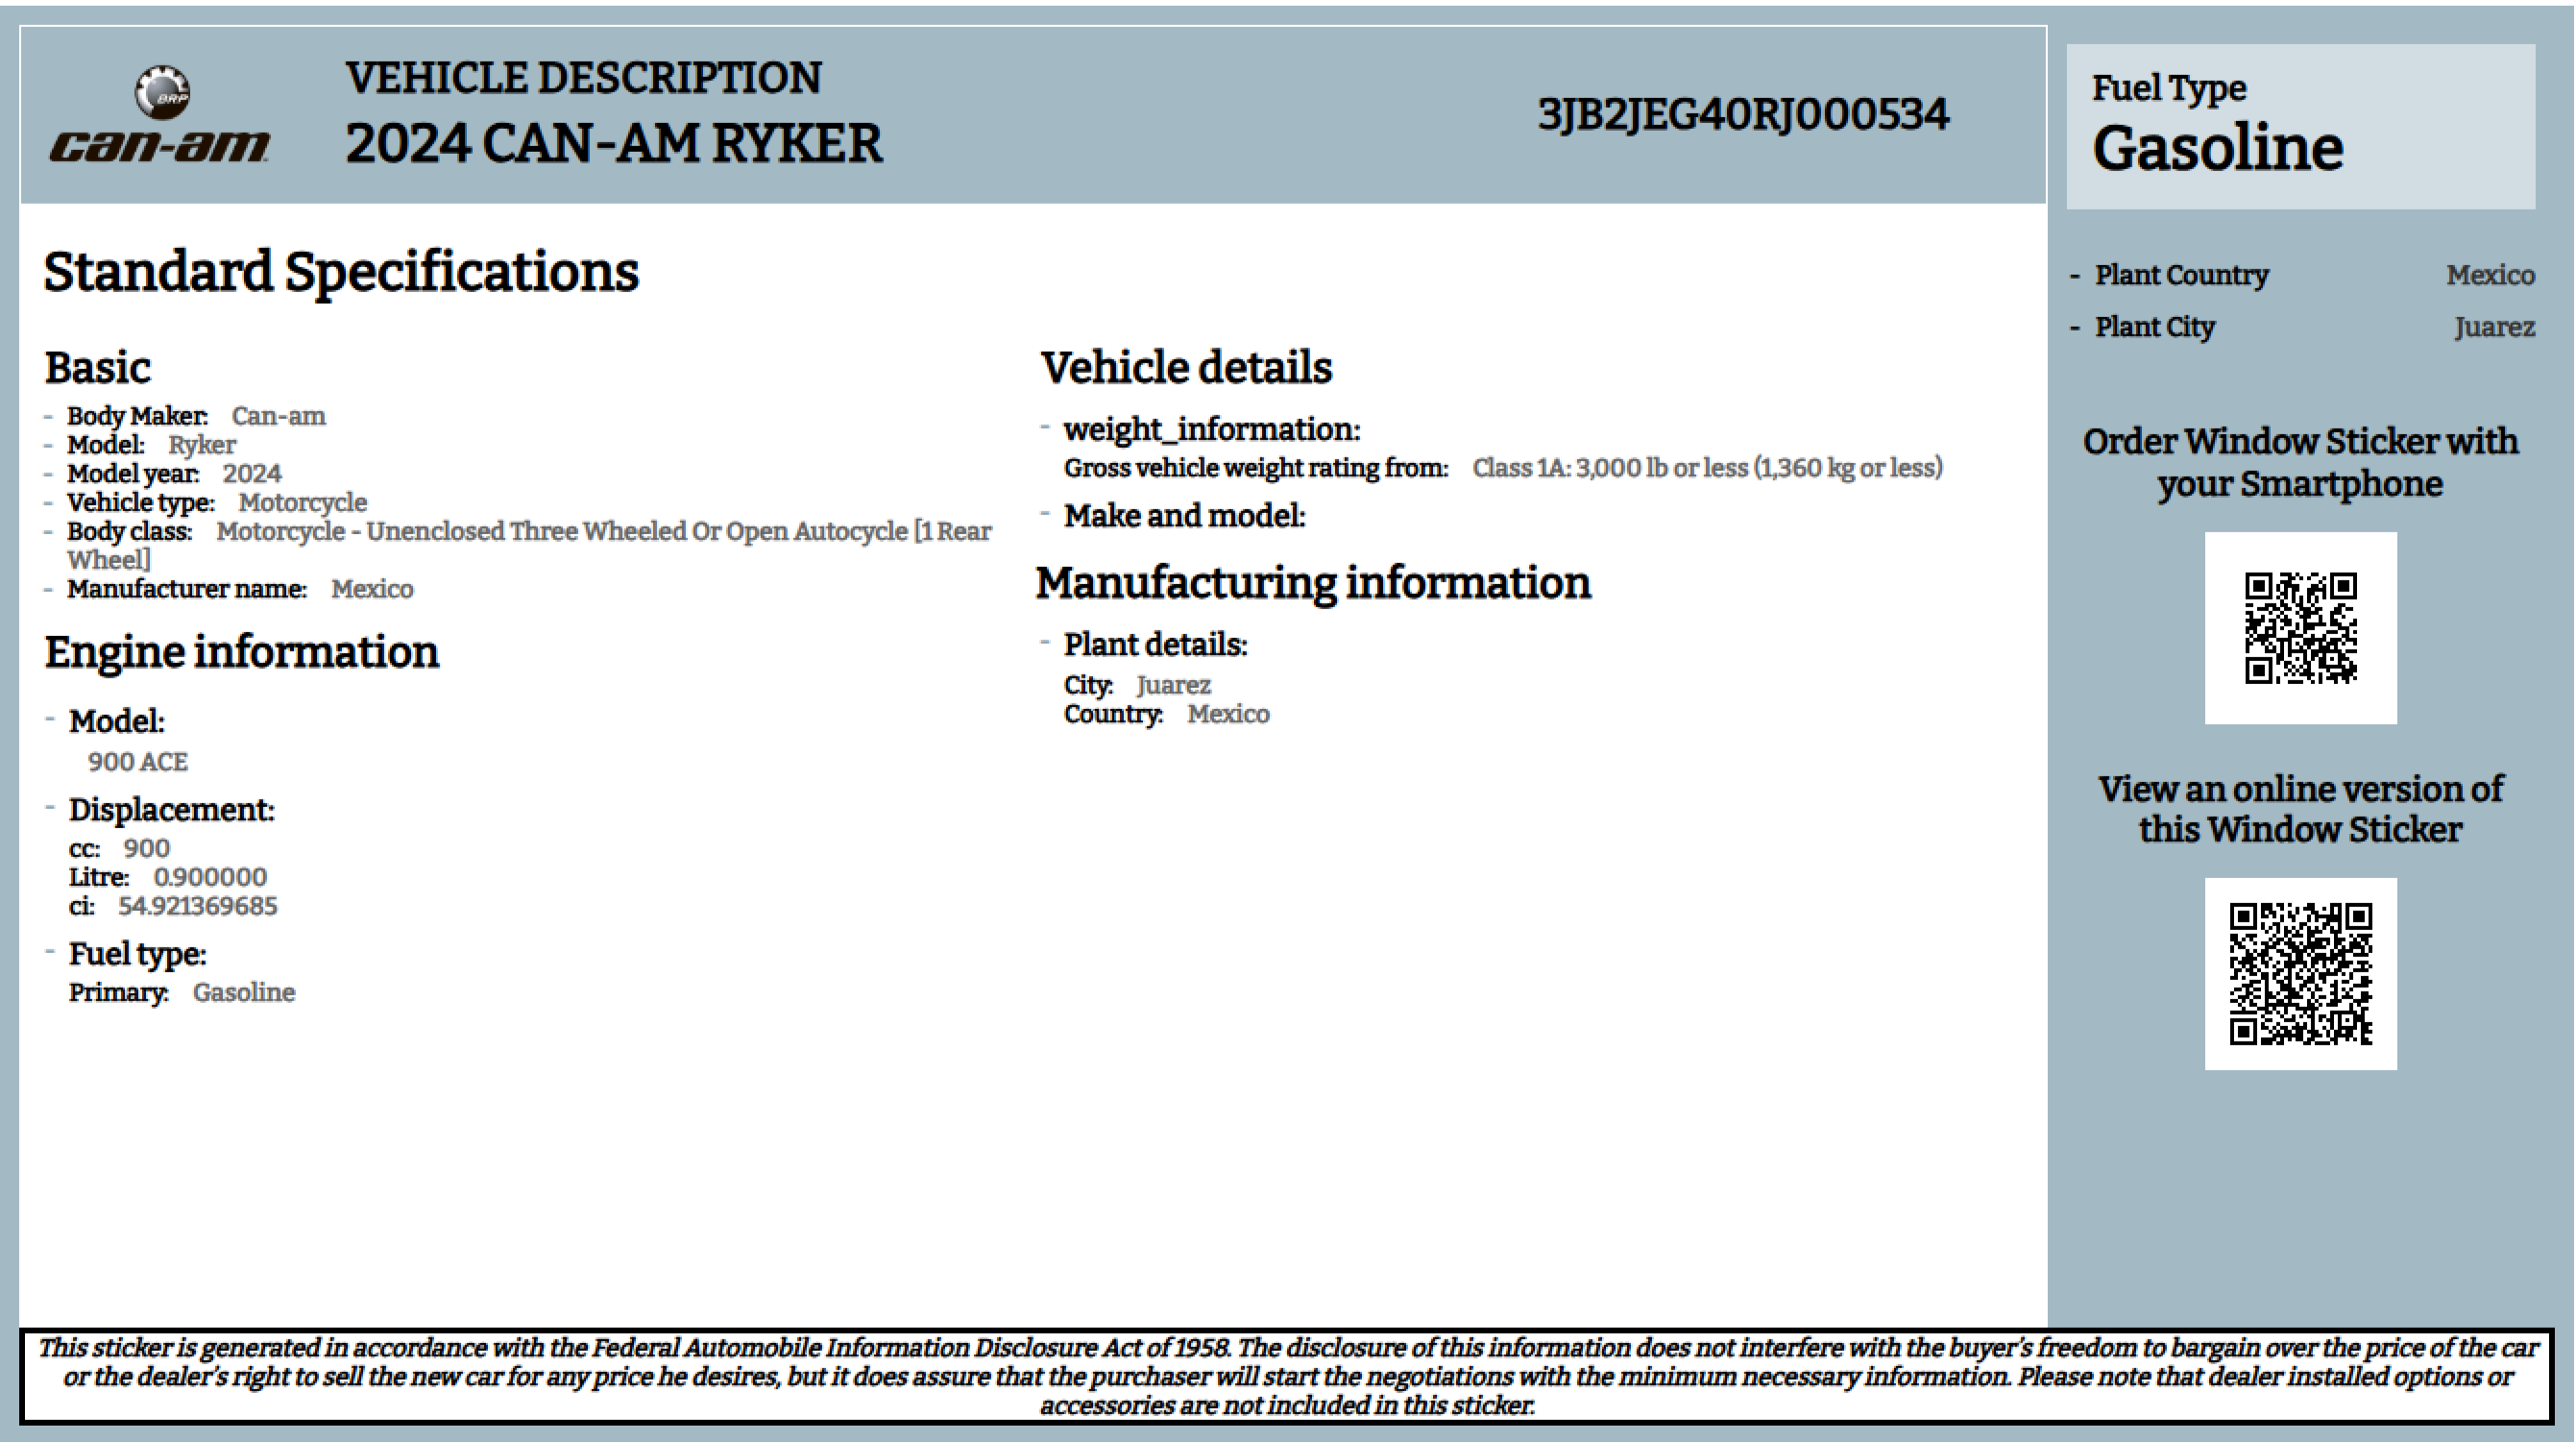 BRP
can-am
VEHICLE DESCRIPTION
2024 CAN-AM RYKER
3JB2JEG40RJ000534
Standard Specifications
Basic
- Body Maker: Can-am
- Model: Ryker
- Model year: 2024
- Vehicle type: Motorcycle
- Body class: Motorcycle - Unenclosed Three Wheeled Or Open Autocycle [1 Rear
Wheel]
- Manufacturer name: Mexico
Engine information
- Model:
900 ACE
- Displacement:
cc: 900
Litre: 0.900000
ci: 54.921369685
- Fuel type:
Primary: Gasoline
Vehicle details
- weight_information:
Gross vehicle weight rating from: Class 1A: 3,000 lb or less (1,360 kg or less)
- Make and model:
Manufacturing information
- Plant details:
City: Juarez
Country: Mexico
Fuel Type
Gasoline
- Plant Country Mexico
- Plant City Juarez
Order Window Sticker with
your Smartphone
View an online version of
this Window Sticker
This sticker is generated in accordance with the Federal Automobile Information Disclosure Act of 1958. The disclosure of this information does not interfere with the buyer's freedom to bargain over the price of the car
or the dealer's right to sell the new car for any price he desires, but it does assure that the purchaser will start the negotiations with the minimum necessary information. Please note that dealer installed options or
accessories are not included in this sticker.